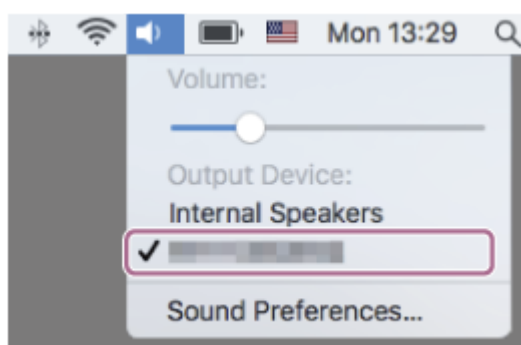 Mon 13:29
Volume:
Output Device:
Internal Speakers
Sound Preferences...